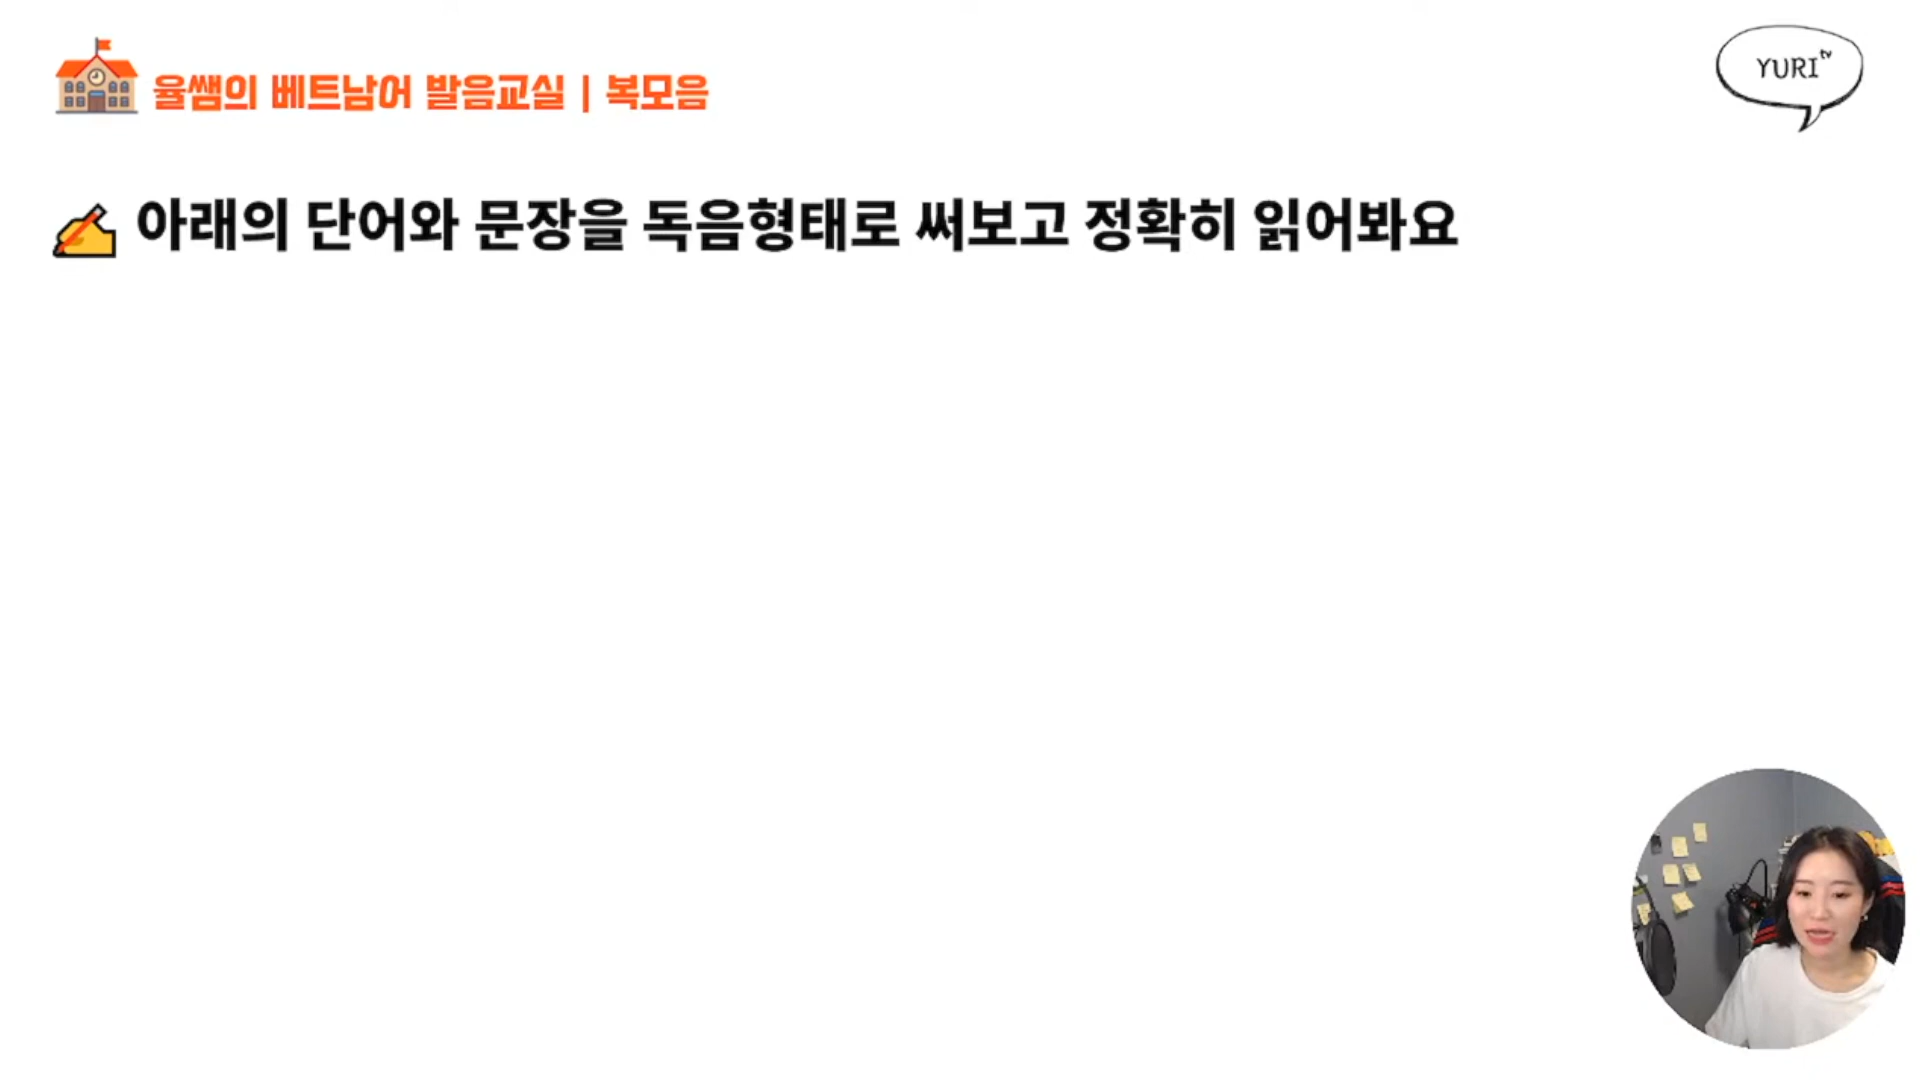 율쌤의 베트남어 발음교실 | 복모음
YURI tv
아래의 단어와 문장을 독음형태로 써보고 정확히 읽어봐요